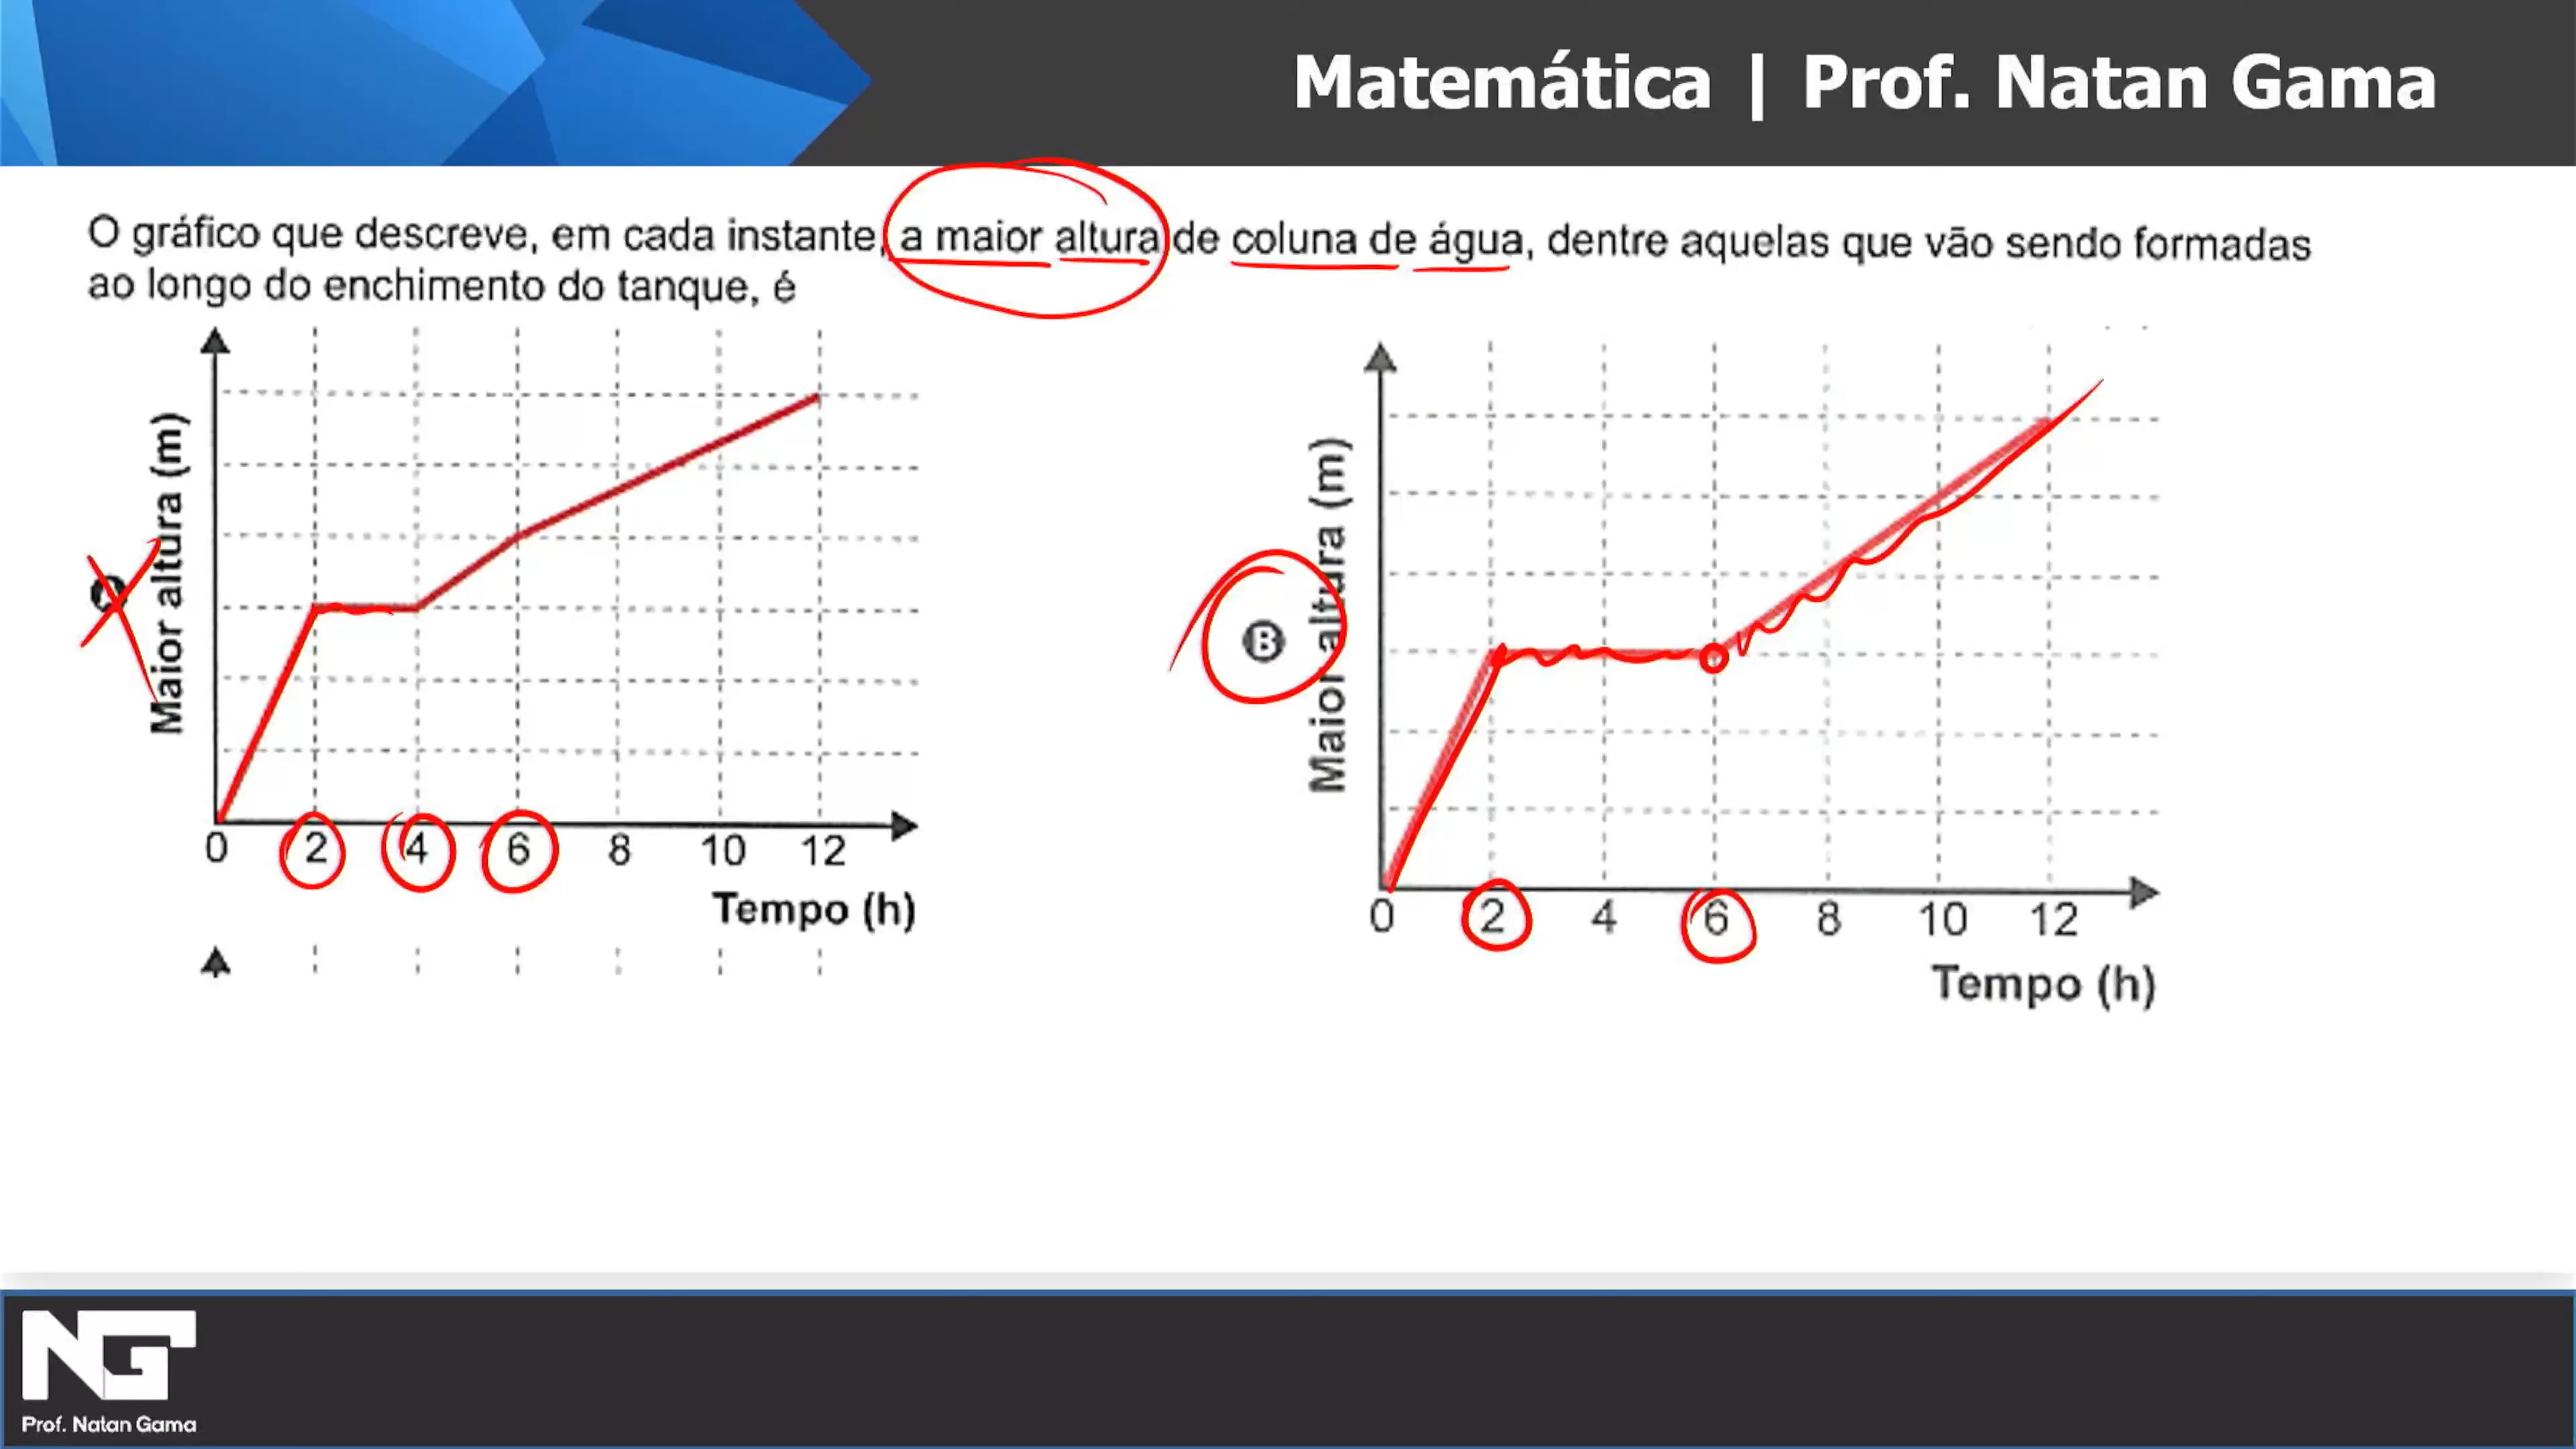 Matemática | Prof. Natan Gama
O gráfico que descreve, em cada instante, a maior altura de coluna de água, dentre aquelas que vão sendo formadas
ao longo do enchimento do tanque, é
Maior altura (m)
0 2 4 6 8 10 12
Tempo (h)
B
Maior altura (m)
0 2 4 6 8 10 12
Tempo (h)
NG
Prof. Natan Gama